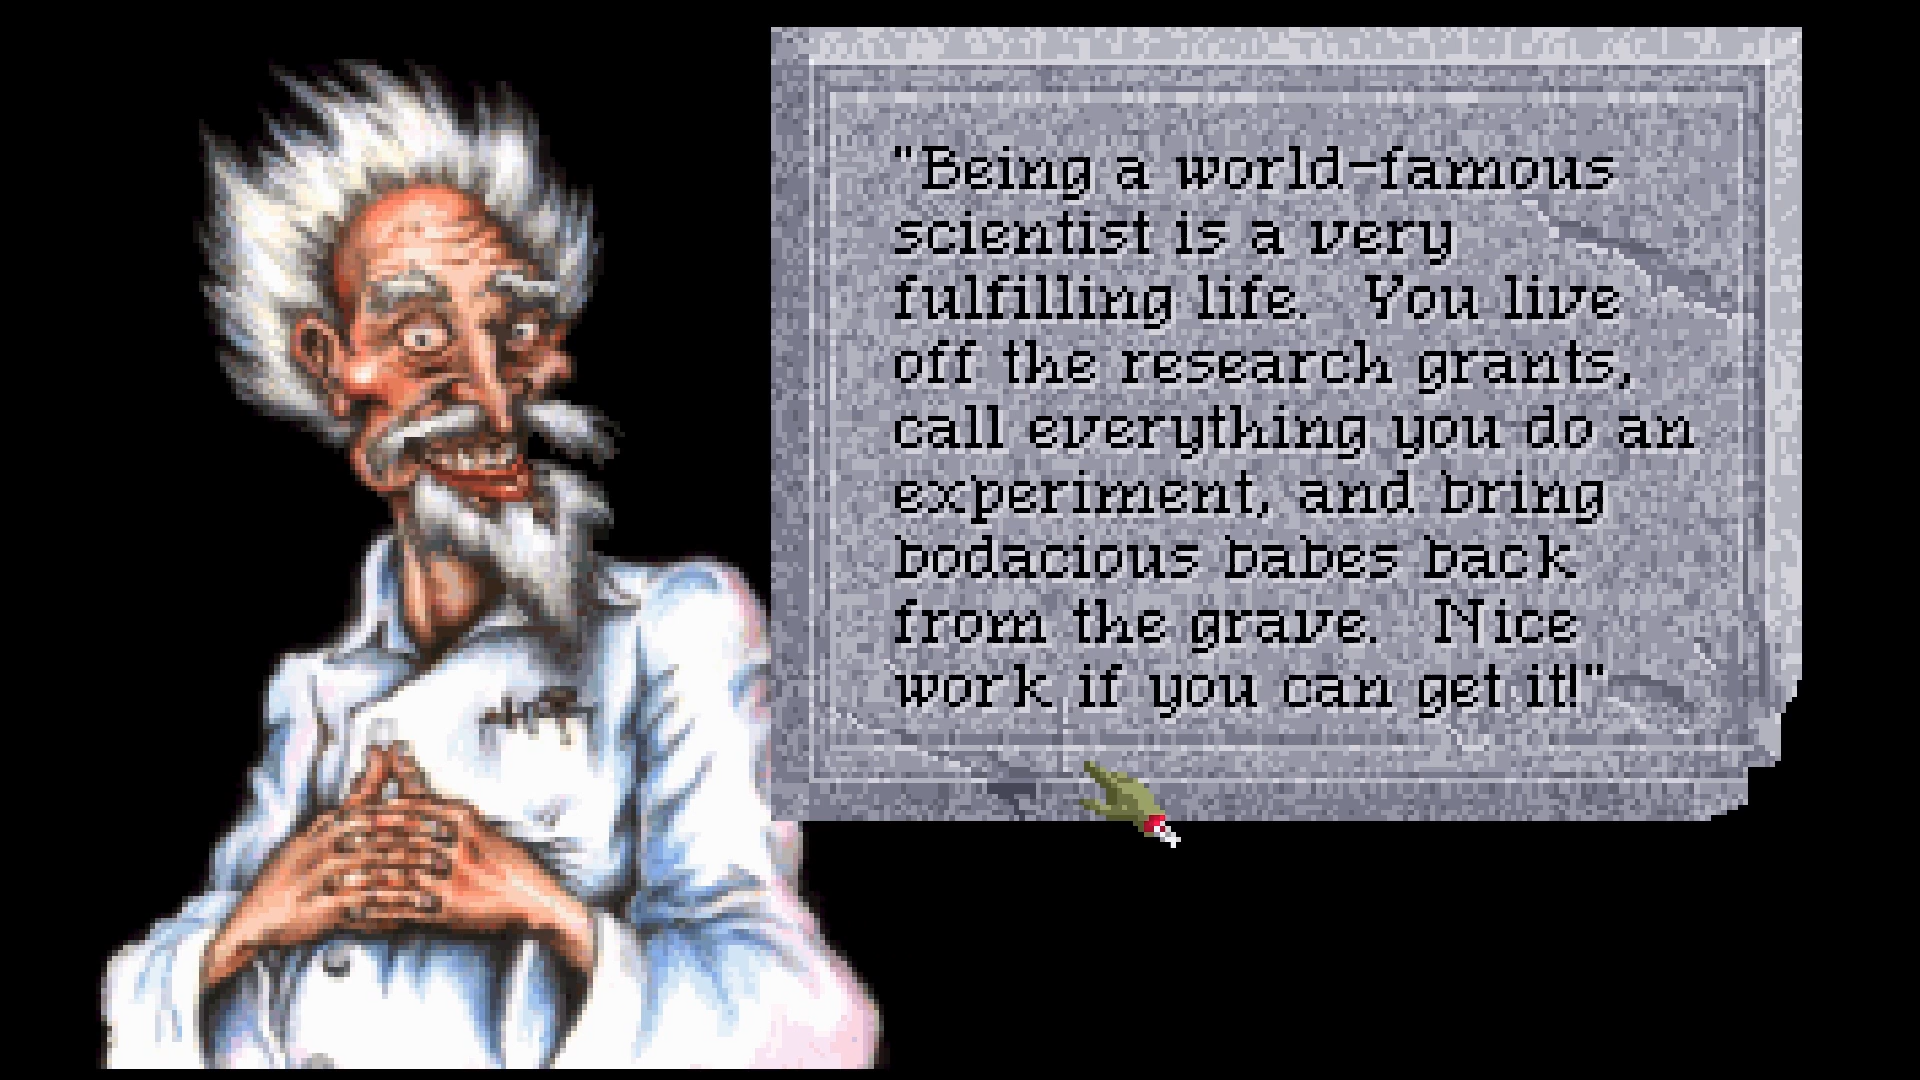 "Being a world-famous
scientist is a very
fulfilling life.  You live
off the research grants,
call everything you do an
experiment, and bring
bodacious babes back
from the grave.  Nice
work if you can get it!"